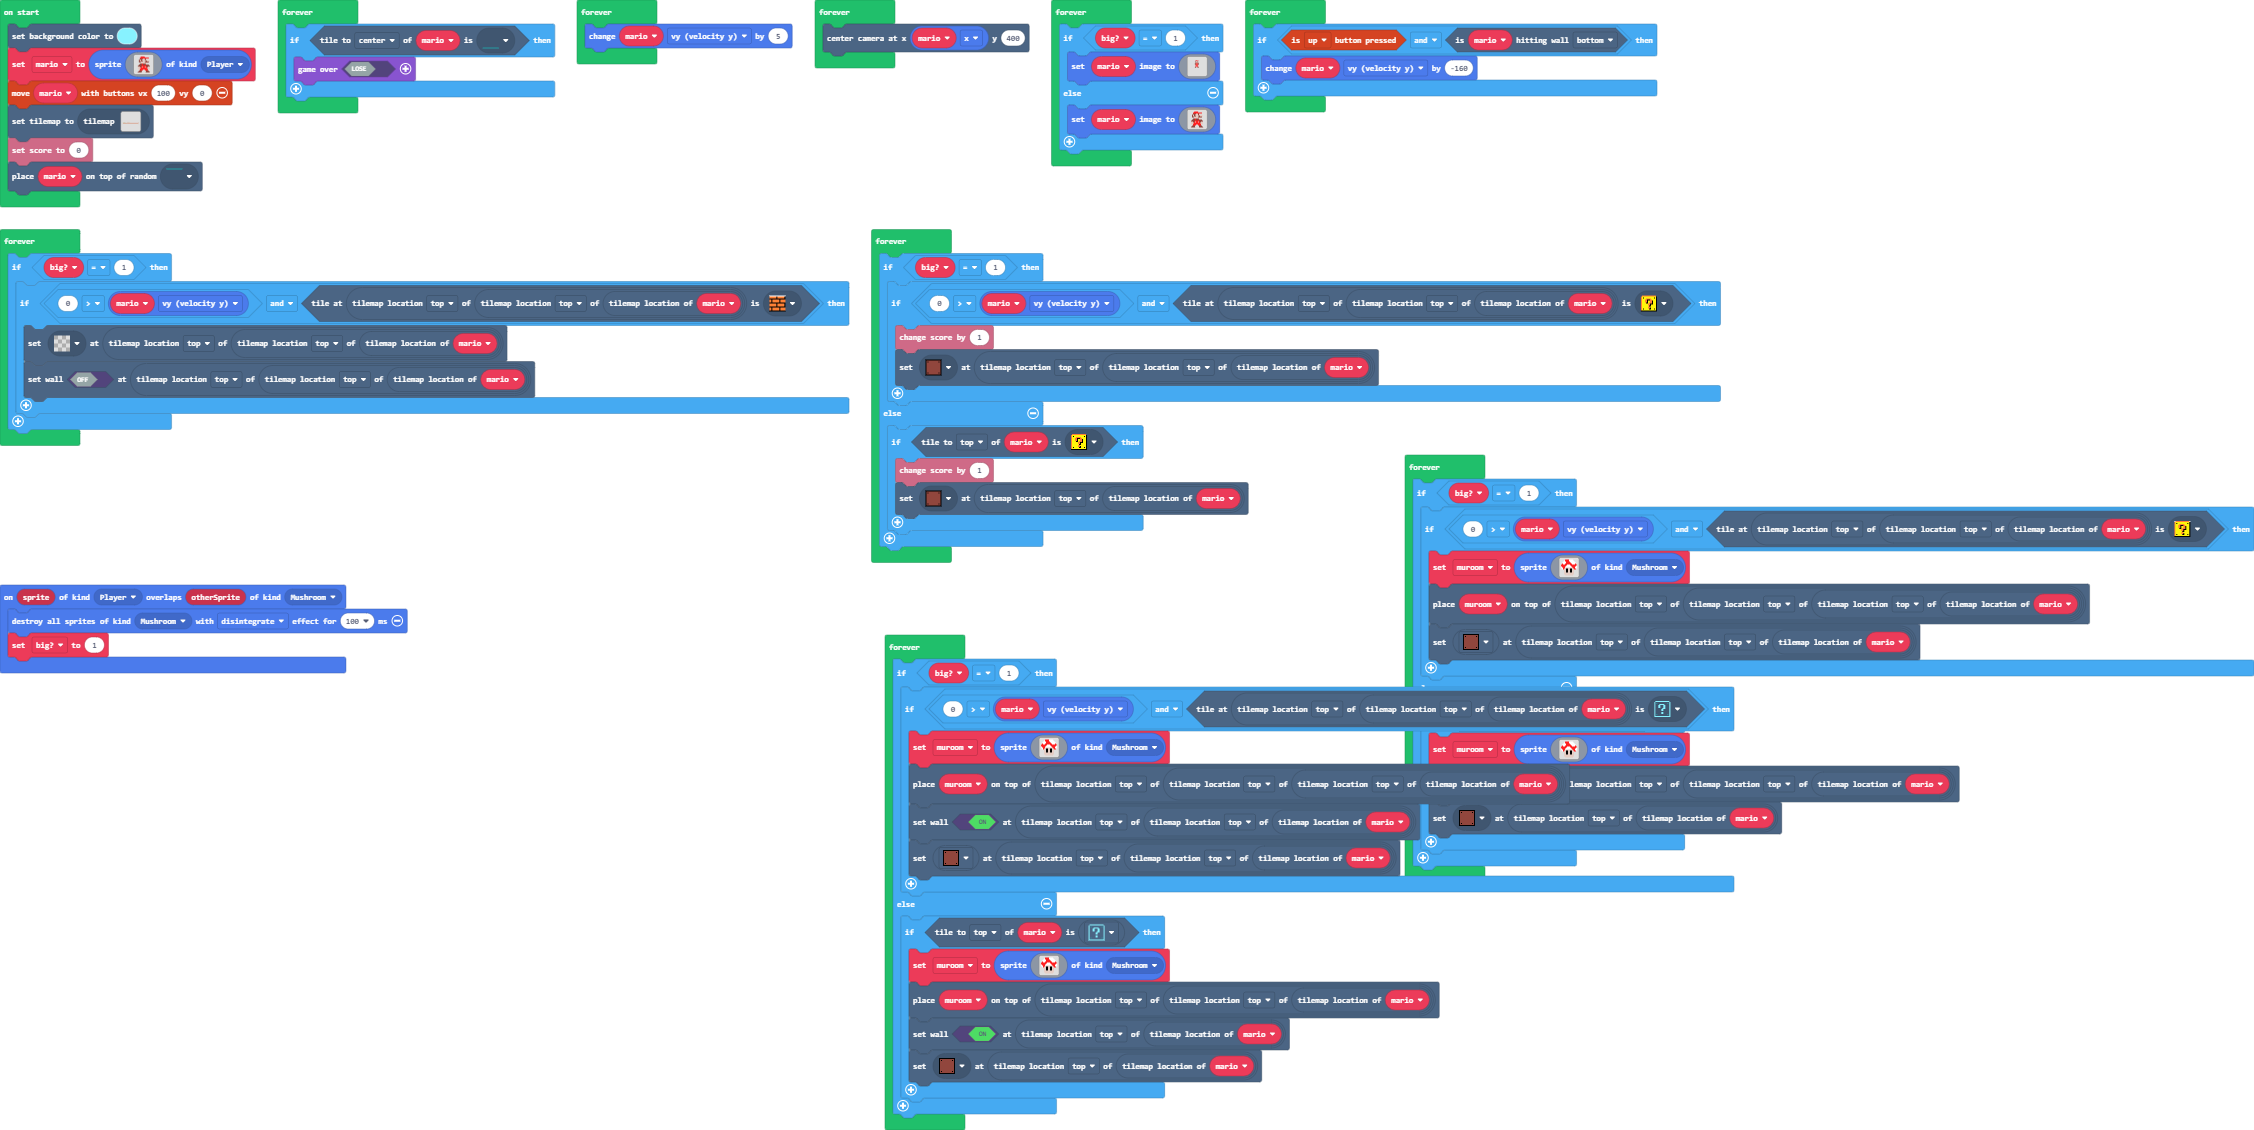 on start
set background color to
set mario to sprite of kind Player
move mario with buttons vx 100 vy 0
set tilemap to tilemap
set score to 0
place mario on top of random
forever
if tile to center of mario is then
game over LOSE
forever
change mario vy (velocity y) by 5
forever
center camera at x mario x y 400
forever
if big? = 1 then
set mario image to
else
set mario image to
forever
if is up button pressed and is mario hitting wall bottom then
change mario vy (velocity y) by -160
forever
if big? = 1 then
if 0 > mario vy (velocity y) and tile at tilemap location top of tilemap location top of tilemap location of mario is then
set at tilemap location top of tilemap location top of tilemap location of mario
set wall OFF at tilemap location top of tilemap location top of tilemap location of mario
forever
if big? = 1 then
if 0 > mario vy (velocity y) and tile at tilemap location top of tilemap location top of tilemap location of mario is ? then
change score by 1
set at tilemap location top of tilemap location top of tilemap location of mario
else
if tile to top of mario is ? then
change score by 1
set at tilemap location top of tilemap location of mario
forever
if big? = 1 then
if 0 > mario vy (velocity y) and tile at tilemap location top of tilemap location top of tilemap location of mario is ? then
set muroom to sprite of kind Mushroom
place muroom on top of tilemap location top of tilemap location top of tilemap location top of tilemap location of mario
set at tilemap location top of tilemap location top of tilemap location of mario
set muroom to sprite of kind Mushroom
location top of tilemap location top of tilemap location of mario
set at tilemap location top of tilemap location of mario
on sprite of kind Player overlaps otherSprite of kind Mushroom
destroy all sprites of kind Mushroom with disintegrate effect for 100 ms
set big? to 1
forever
if big? = 1 then
if 0 > mario vy (velocity y) and tile at tilemap location top of tilemap location top of tilemap location of mario is ? then
set muroom to sprite of kind Mushroom
place muroom on top of tilemap location top of tilemap location top of tilemap location top of tilemap location of mario
set wall ON at tilemap location top of tilemap location top of tilemap location of mario
set at tilemap location top of tilemap location top of tilemap location of mario
else
if tile to top of mario is ? then
set muroom to sprite of kind Mushroom
place muroom on top of tilemap location top of tilemap location top of tilemap location of mario
set wall ON at tilemap location top of tilemap location of mario
set at tilemap location top of tilemap location of mario